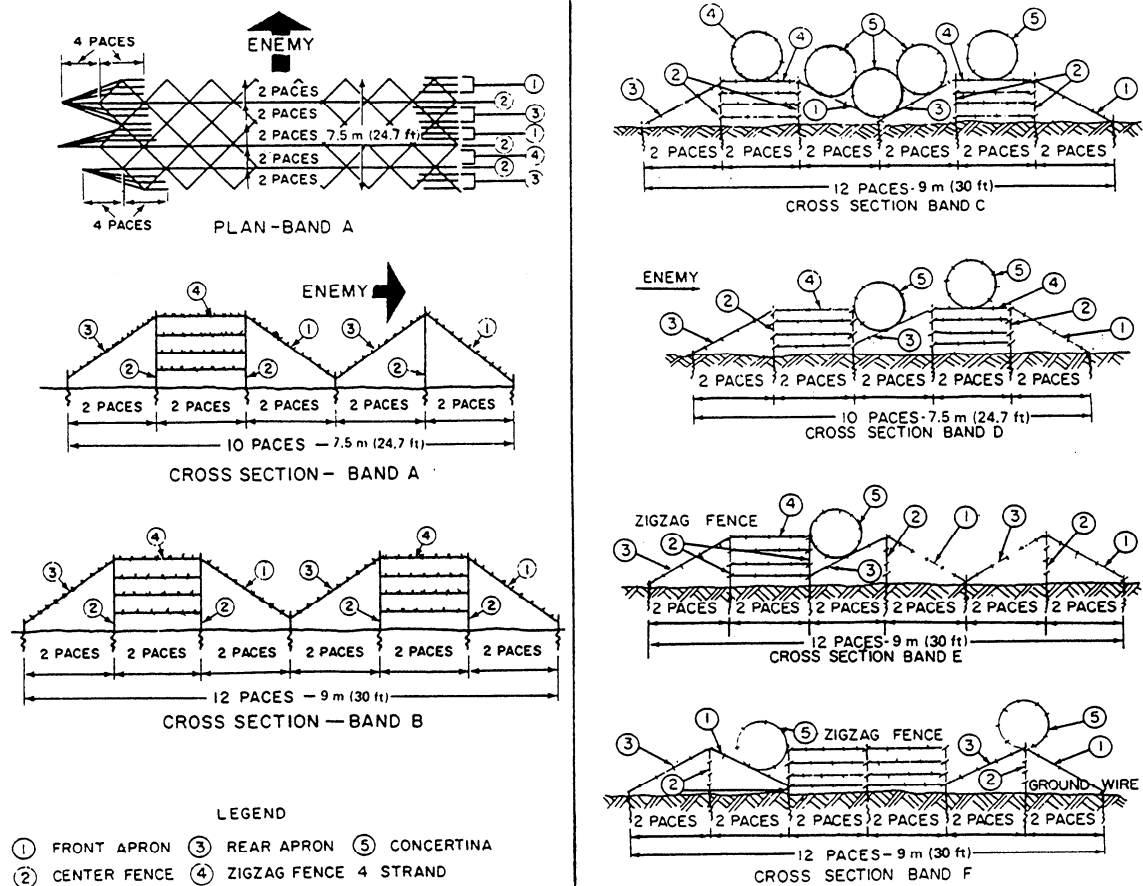 4 PACES
ENEMY
2 PACES
2 PACES
2 PACES 7.5 m (24.7 ft)
2 PACES
2 PACES
① ② ③ ① ② ④ ② ③
4 PACES
PLAN-BAND A
ENEMY
④
③ ① ③ ①
② ② ②
2 PACES 2 PACES 2 PACES 2 PACES 2 PACES
10 PACES — 7.5 m (24.7 ft)
CROSS SECTION — BAND A
④ ④
③ ① ③ ①
② ② ② ②
2 PACES 2 PACES 2 PACES 2 PACES 2 PACES 2 PACES
12 PACES — 9 m (30 ft)
CROSS SECTION — BAND B
LEGEND
① FRONT APRON ③ REAR APRON ⑤ CONCERTINA
② CENTER FENCE ④ ZIGZAG FENCE 4 STRAND
④ ⑤ ⑤
② ④ ④ ②
③ ① ③ ①
2 PACES 2 PACES 2 PACES 2 PACES 2 PACES 2 PACES
12 PACES - 9 m (30 ft)
CROSS SECTION BAND C
ENEMY
⑤ ⑤
② ④ ④
③ ③ ② ①
2 PACES 2 PACES 2 PACES 2 PACES 2 PACES
10 PACES - 7.5 m (24.7 ft)
CROSS SECTION BAND D
④ ⑤
ZIGZAG FENCE ② ① ③ ②
③ ② ③ ①
2 PACES 2 PACES 2 PACES 2 PACES 2 PACES 2 PACES
12 PACES - 9 m (30 ft)
CROSS SECTION BAND E
① ⑤ ZIGZAG FENCE ⑤
③ ③ ①
② ② GROUND WIRE
2 PACES 2 PACES 2 PACES 2 PACES 2 PACES 2 PACES
12 PACES - 9 m (30 ft)
CROSS SECTION BAND F